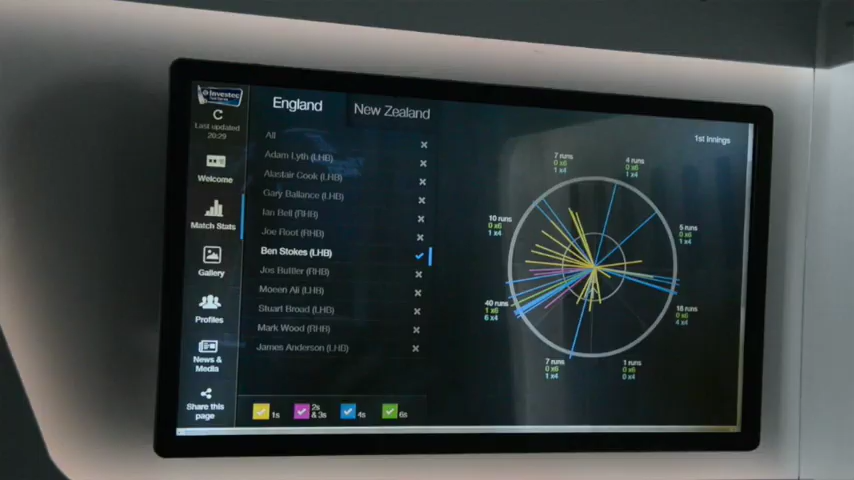 Investec
Last updated
20:29
Welcome
Match Stats
Gallery
Profiles
News &
Media
Share this
page
England
New Zealand
All
Adam Lyth (LHB)
Alastair Cook (LHB)
Gary Ballance (LHB)
Ian Bell (RHB)
Joe Root (RHB)
Ben Stokes (LHB)
Jos Buttler (RHB)
Moeen Ali (LHB)
Stuart Broad (LHB)
Mark Wood (RHB)
James Anderson (LHB)
1s
2s
& 3s
4s
6s
1st Innings
7 runs
0 x6
1 x4
4 runs
0 x6
1 x4
10 runs
0 x6
1 x4
5 runs
0 x6
1 x4
40 runs
1 x6
6 x4
18 runs
0 x6
4 x4
7 runs
0 x6
1 x4
1 runs
0 x6
0 x4